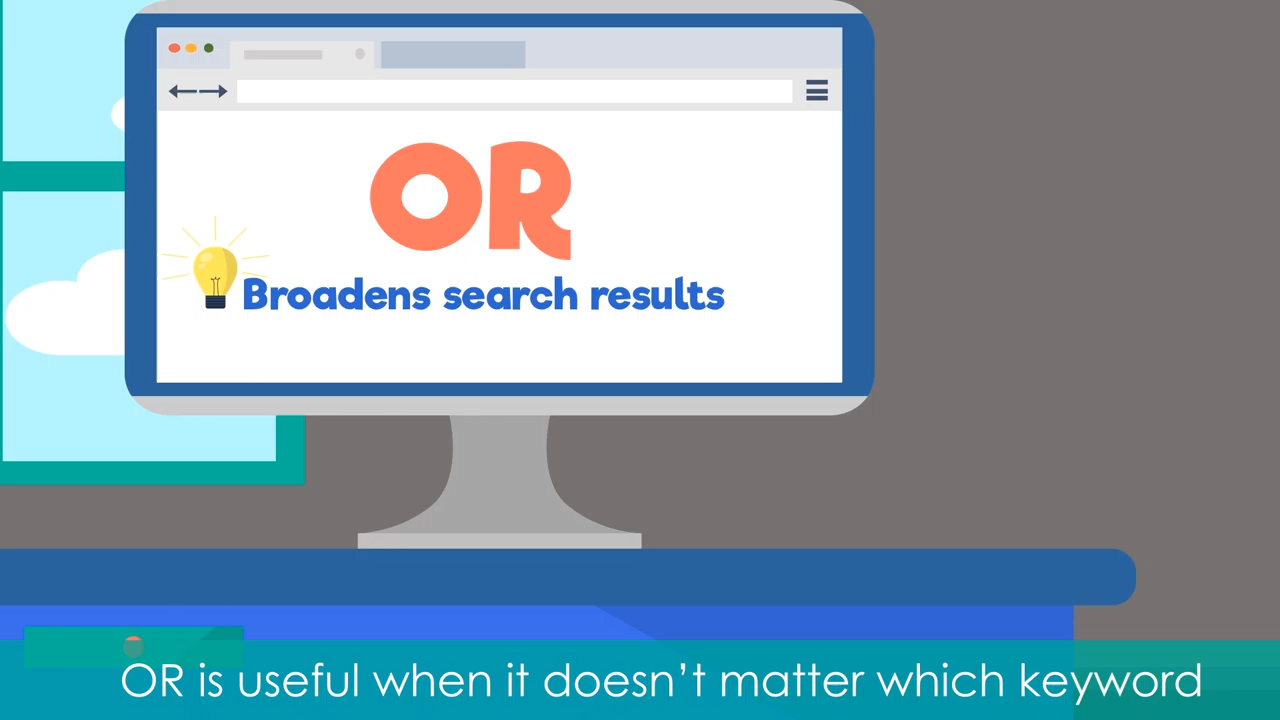 OR
Broadens search results
OR is useful when it doesn’t matter which keyword